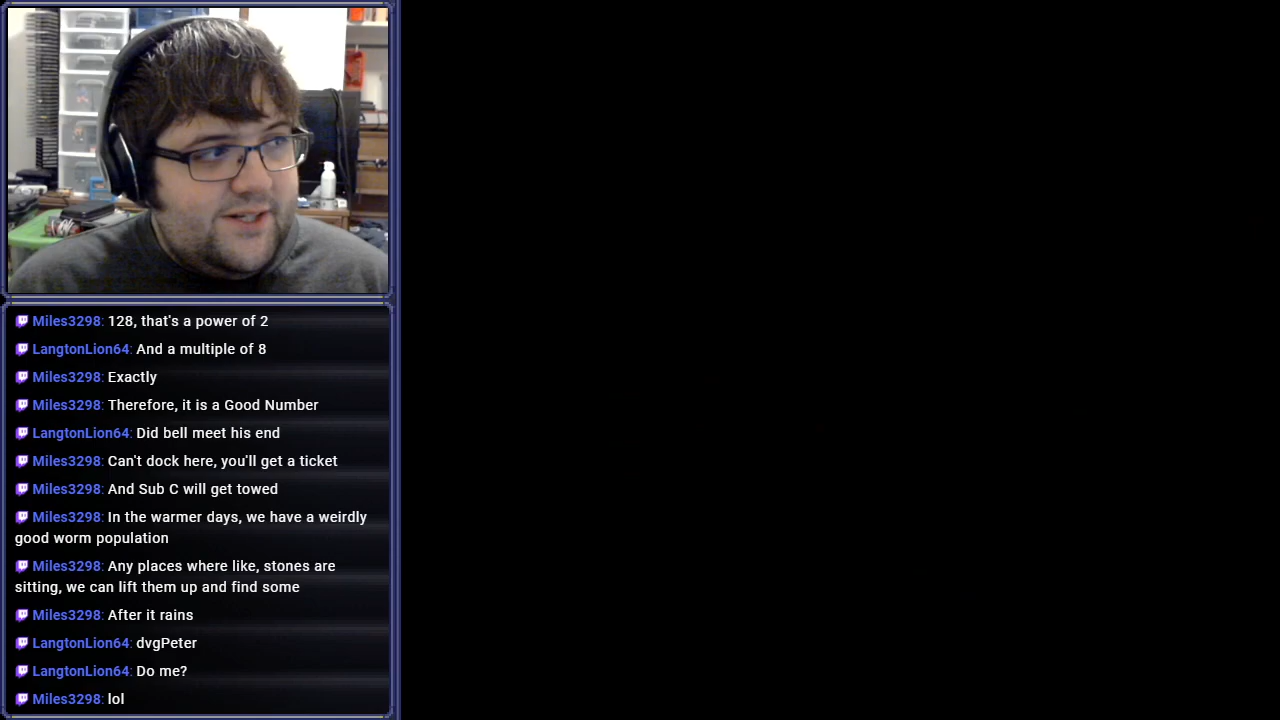 Miles3298: 128, that's a power of 2
LangtonLion64: And a multiple of 8
Miles3298: Exactly
Miles3298: Therefore, it is a Good Number
LangtonLion64: Did bell meet his end
Miles3298: Can't dock here, you'll get a ticket
Miles3298: And Sub C will get towed
Miles3298: In the warmer days, we have a weirdly
good worm population
Miles3298: Any places where like, stones are
sitting, we can lift them up and find some
Miles3298: After it rains
LangtonLion64: dvgPeter
LangtonLion64: Do me?
Miles3298: lol